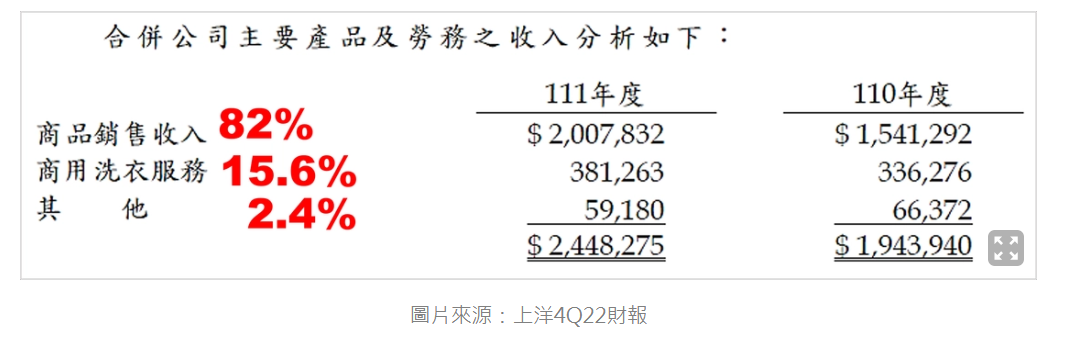 合併公司主要產品及勞務之收入分析如下：
111年度 110年度
商品銷售收入 82% $ 2,007,832 $ 1,541,292
商用洗衣服務 15.6% 381,263 336,276
其他 2.4% 59,180 66,372
$ 2,448,275 $ 1,943,940
圖片來源：上洋4Q22財報